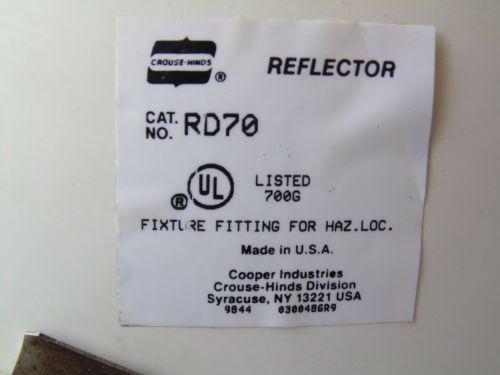 CROUSE-HINDS
®
REFLECTOR
CAT.
NO. RD70
® UL LISTED
700G
FIXTURE FITTING FOR HAZ.LOC.
Made in U.S.A.
Cooper Industries
Crouse-Hinds Division
Syracuse, NY 13221 USA
9844 0300486R9